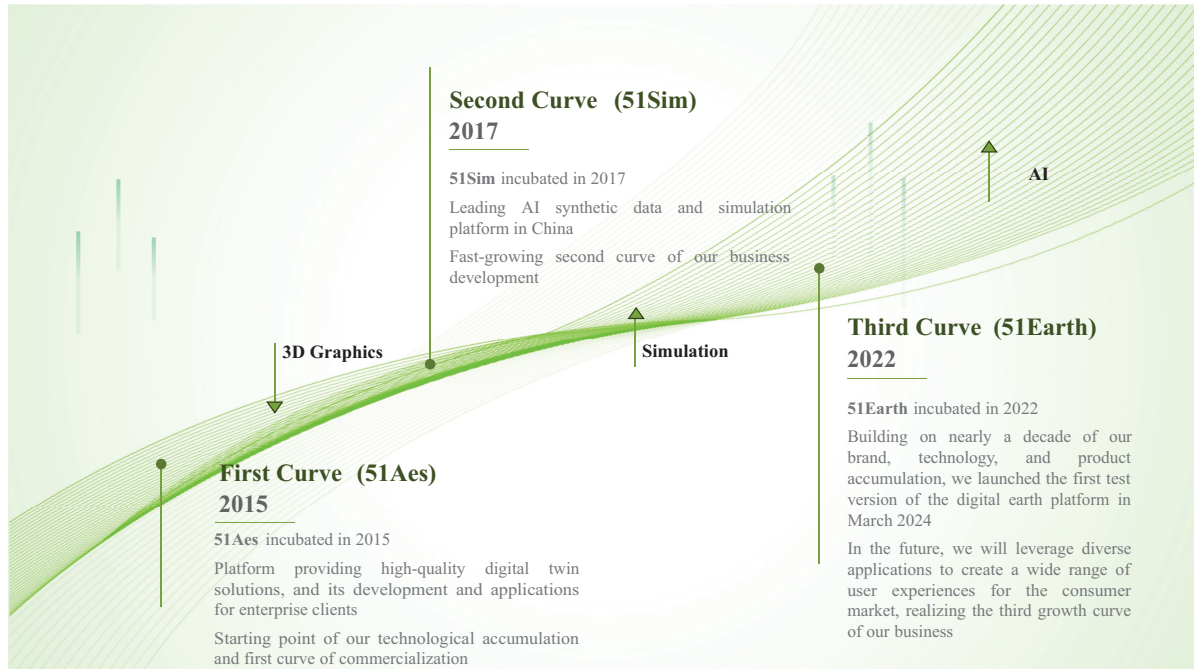 Second Curve (51Sim)
2017
51Sim incubated in 2017
Leading AI synthetic data and simulation
platform in China
Fast-growing second curve of our business
development
AI
3D Graphics
Simulation
Third Curve (51Earth)
2022
51Earth incubated in 2022
Building on nearly a decade of our
brand, technology, and product
accumulation, we launched the first test
version of the digital earth platform in
March 2024
In the future, we will leverage diverse
applications to create a wide range of
user experiences for the consumer
market, realizing the third growth curve
of our business
First Curve (51Aes)
2015
51Aes incubated in 2015
Platform providing high-quality digital twin
solutions, and its development and applications
for enterprise clients
Starting point of our technological accumulation
and first curve of commercialization